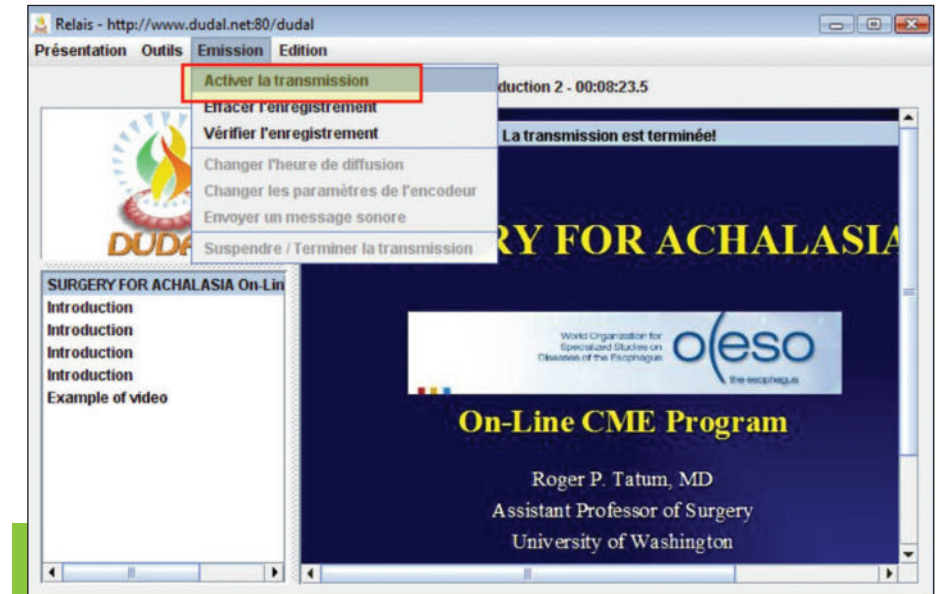 Relais - http://www.dudal.net:80/dudal
Présentation Outils Emission Edition
Activer la transmission
Effacer l'enregistrement
Vérifier l'enregistrement
Changer l'heure de diffusion
Changer les paramètres de l'encodeur
Envoyer un message sonore
Suspendre / Terminer la transmission
duction 2 - 00:08:23.5
La transmission est terminée!
DUDA
SURGERY FOR ACHALASIA On-Lin
Introduction
Introduction
Introduction
Introduction
Example of video
RY FOR ACHALASIA
World Organization for
Specialized Studies on
Diseases of the Esophagus
oeso
the esophagus
On-Line CME Program
Roger P. Tatum, MD
Assistant Professor of Surgery
University of Washington